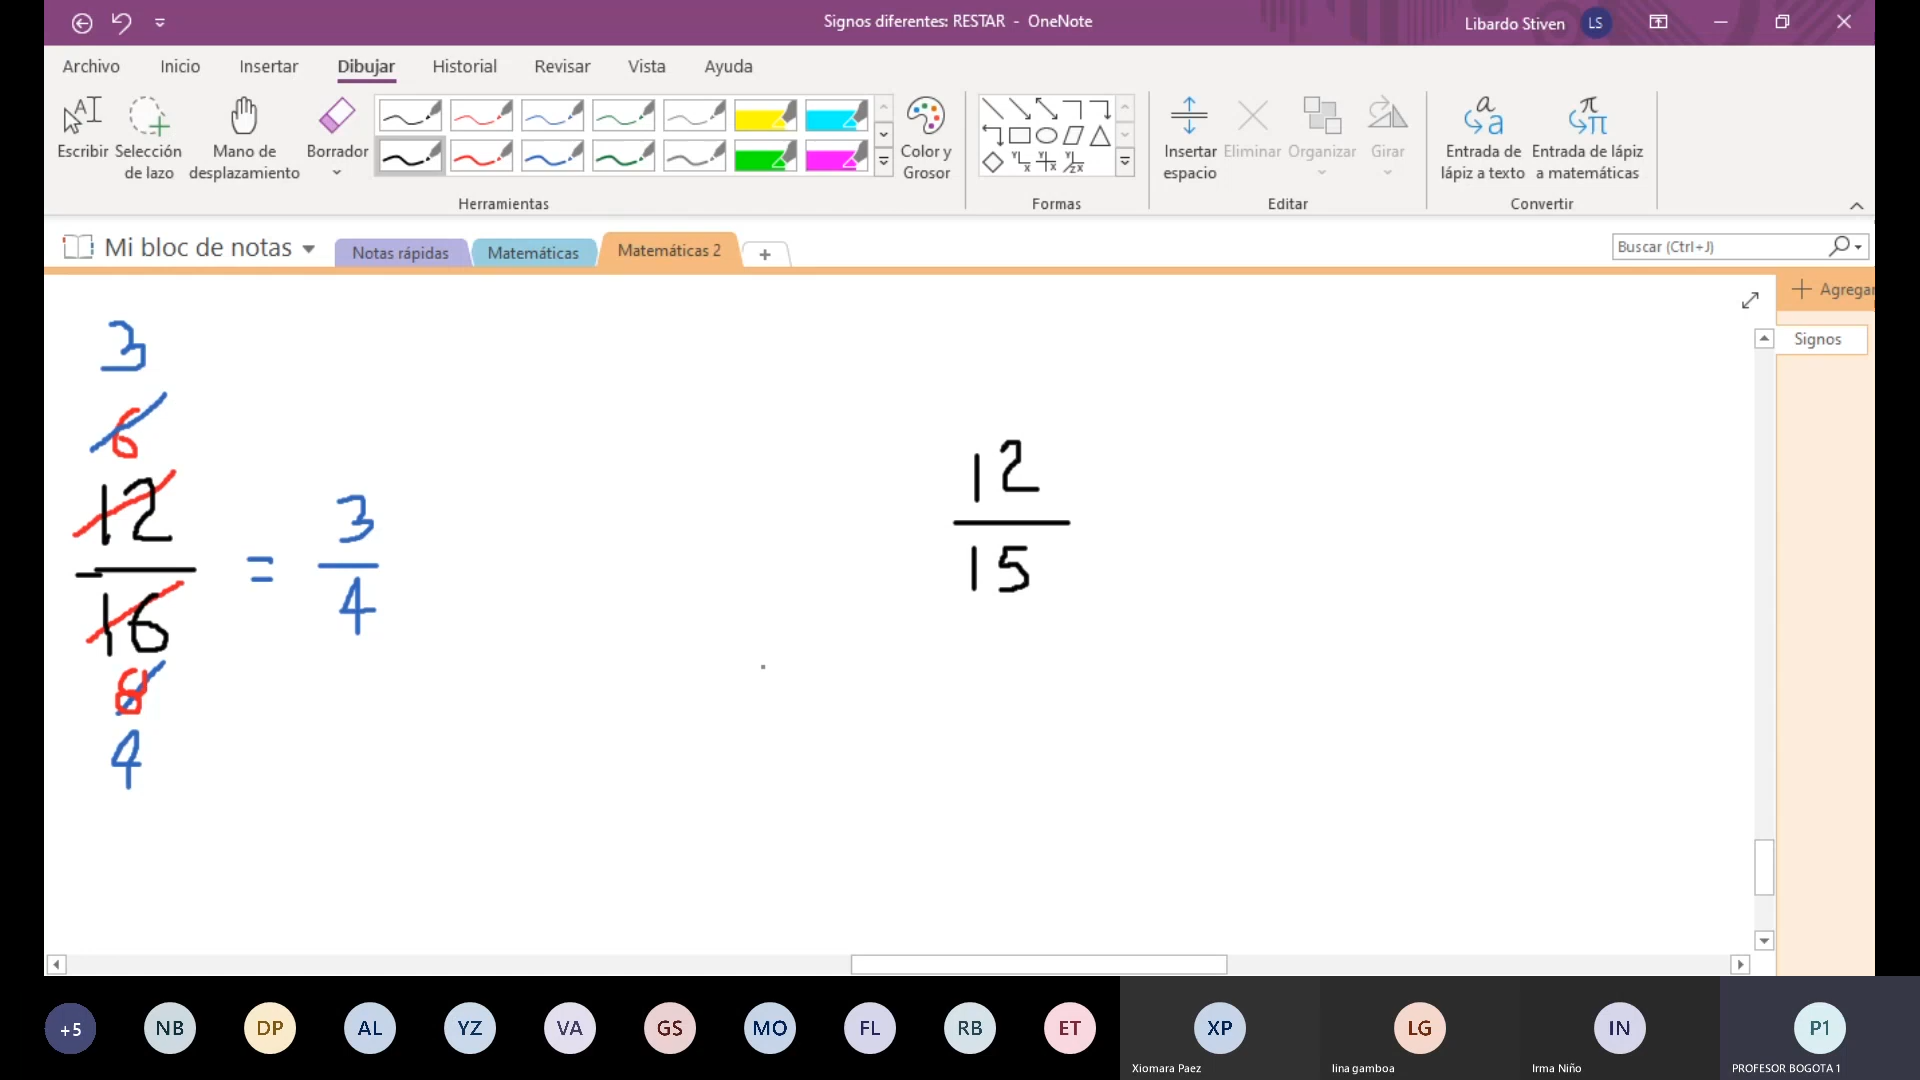 Signos diferentes: RESTAR - OneNote
Libardo Stiven LS
Archivo Inicio Insertar Dibujar Historial Revisar Vista Ayuda
Escribir
Selección
de lazo
Mano de
desplazamiento
Borrador
Color y
Grosor
Insertar
espacio
Eliminar
Organizar
Girar
Entrada de
lápiz a texto
Entrada de lápiz
a matemáticas
Herramientas Formas Editar Convertir
Mi bloc de notas Notas rápidas Matemáticas Matemáticas 2 +
Buscar (Ctrl+J)
Agregar
Signos
3
6
12
16
8
4
=
3
4
12
15
+5 NB DP AL YZ VA GS MO FL RB ET XP LG IN P1
Xiomara Paez lina gamboa Irma Niño PROFESOR BOGOTA 1